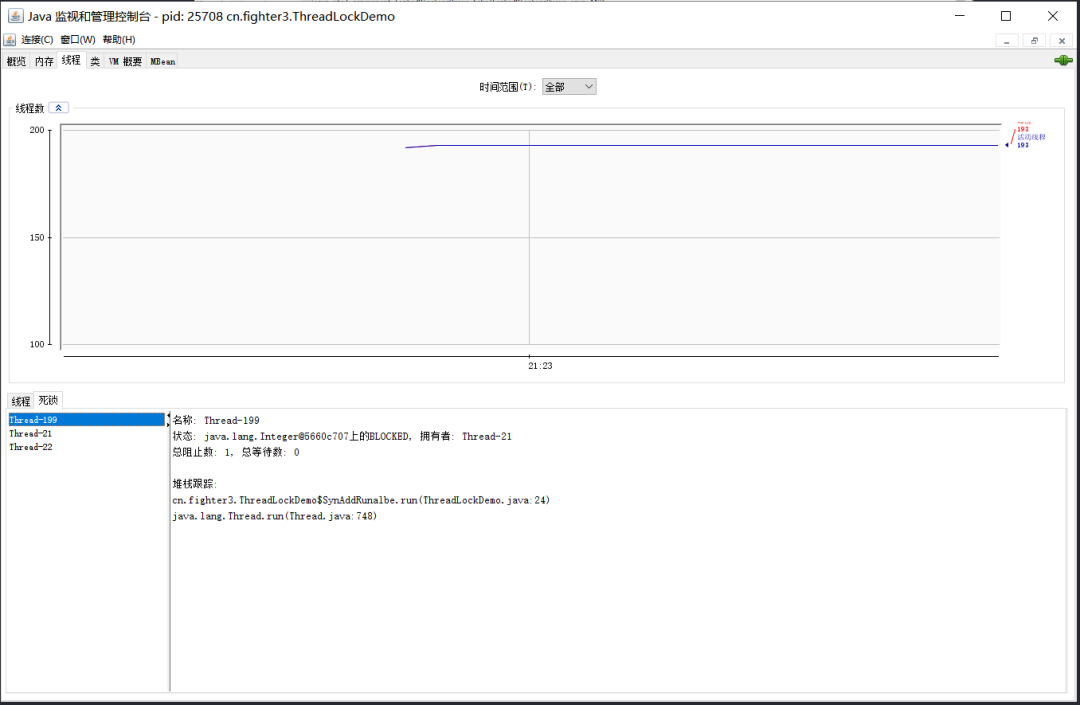 Java 监视和管理控制台 - pid: 25708 cn.fighter3.ThreadLockDemo
连接(C) 窗口(W) 帮助(H)
概览 内存 线程 类 VM 概要 MBean
时间范围(T): 全部
线程数
200
193
活动线程
193
150
100
21:23
线程 死锁
Thread-199
Thread-21
Thread-22
名称: Thread-199
状态: java.lang.Integer@5660c707上的BLOCKED, 拥有者: Thread-21
总阻止数: 1, 总等待数: 0
堆栈跟踪:
cn.fighter3.ThreadLockDemo$SynAddRunalbe.run(ThreadLockDemo.java:24)
java.lang.Thread.run(Thread.java:748)